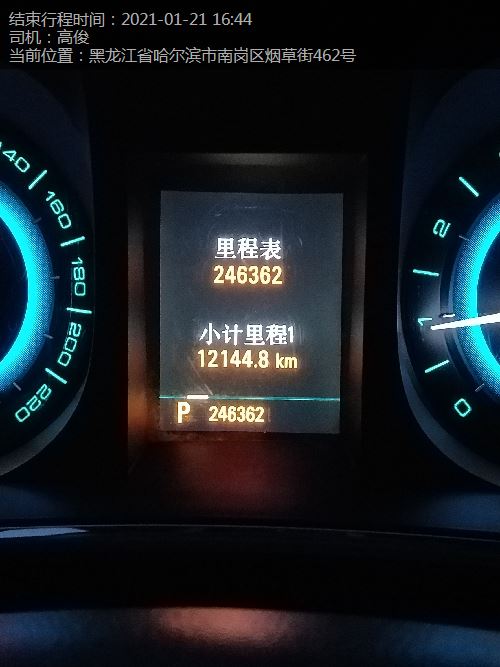 结束行程时间：2021-01-21 16:44
司机：高俊
当前位置：黑龙江省哈尔滨市南岗区烟草街462号
140
160
180
200
220
里程表
246362
小计里程1
12144.8 km
P 246362
2
1
0